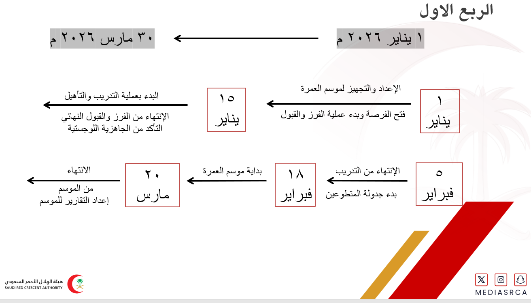 الربع الاول
١ يناير ٢٠٢٦ م
٣٠ مارس ٢٠٢٦ م
١
يناير
الإعداد والتجهيز لموسم العمرة
فتح الفرصة وبدء عملية الفرز والقبول
١٥
يناير
البدء بعملية التدريب والتأهيل
الإنتهاء من الفرز والقبول النهائي
التأكد من الجاهزية اللوجستية
٥
فبراير
الإنتهاء من التدريب
بدء جدولة المتطوعين
١٨
فبراير
بداية موسم العمرة
٢٠
مارس
الانتهاء
من الموسم
إعداد التقارير للموسم
هيئة الهلال الأحمر السعودي
SAUDI RED CRESCENT AUTHORITY
MEDIASRCA